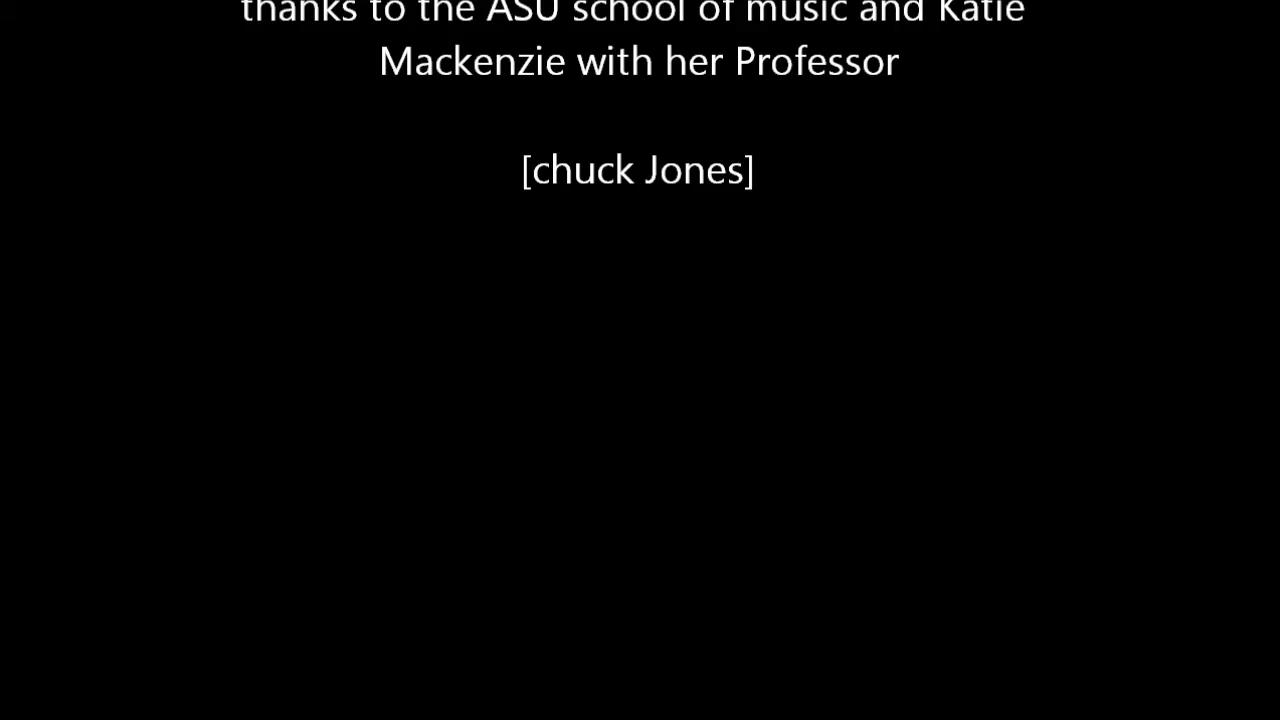 thanks to the ASU school of music and Katie
Mackenzie with her Professor
[chuck Jones]